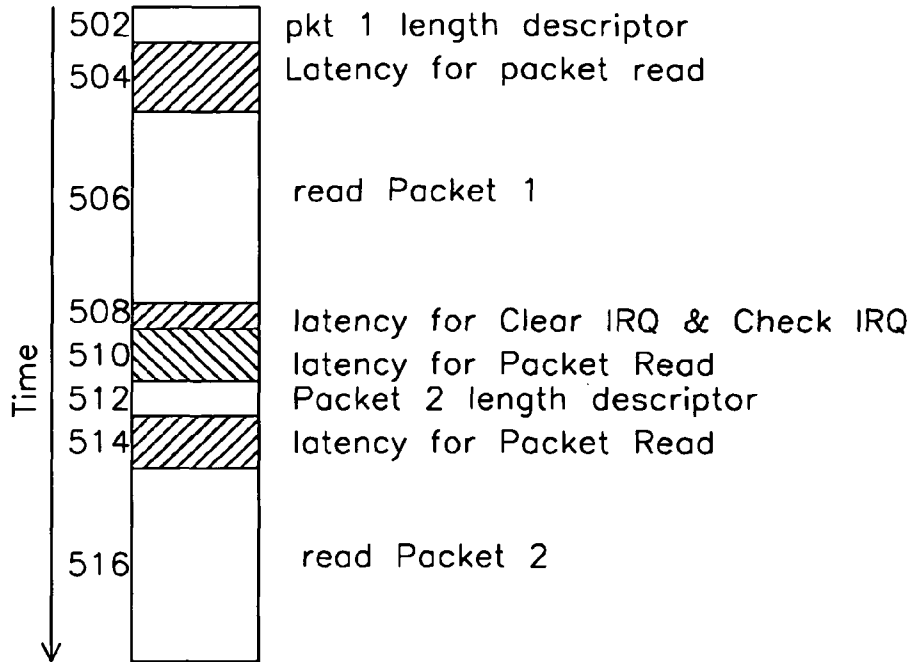 502 pkt 1 length descriptor
504 Latency for packet read
506 read Packet 1
508 latency for Clear IRQ & Check IRQ
510 latency for Packet Read
512 Packet 2 length descriptor
514 latency for Packet Read
516 read Packet 2
Time